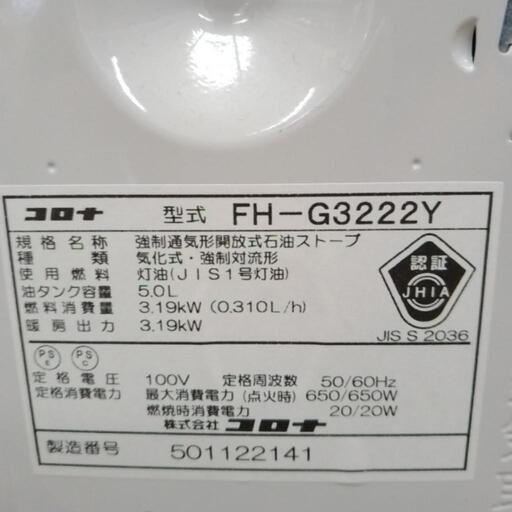 コロナ 型式 FH-G3222Y
規格名称 強制通気形開放式石油ストーブ
種類 気化式・強制対流形
使用燃料 灯油(JIS1号灯油)
油タンク容量 5.0L
燃料消費量 3.19kW (0.310L/h)
暖房出力 3.19kW
認証
JHIA
JIS S 2036
PS E PS C
定格電圧 100V 定格周波数 50/60Hz
定格消費電力 最大消費電力(点火時) 650/650W
燃焼時消費電力 20/20W
株式会社 コロナ
製造番号 501122141